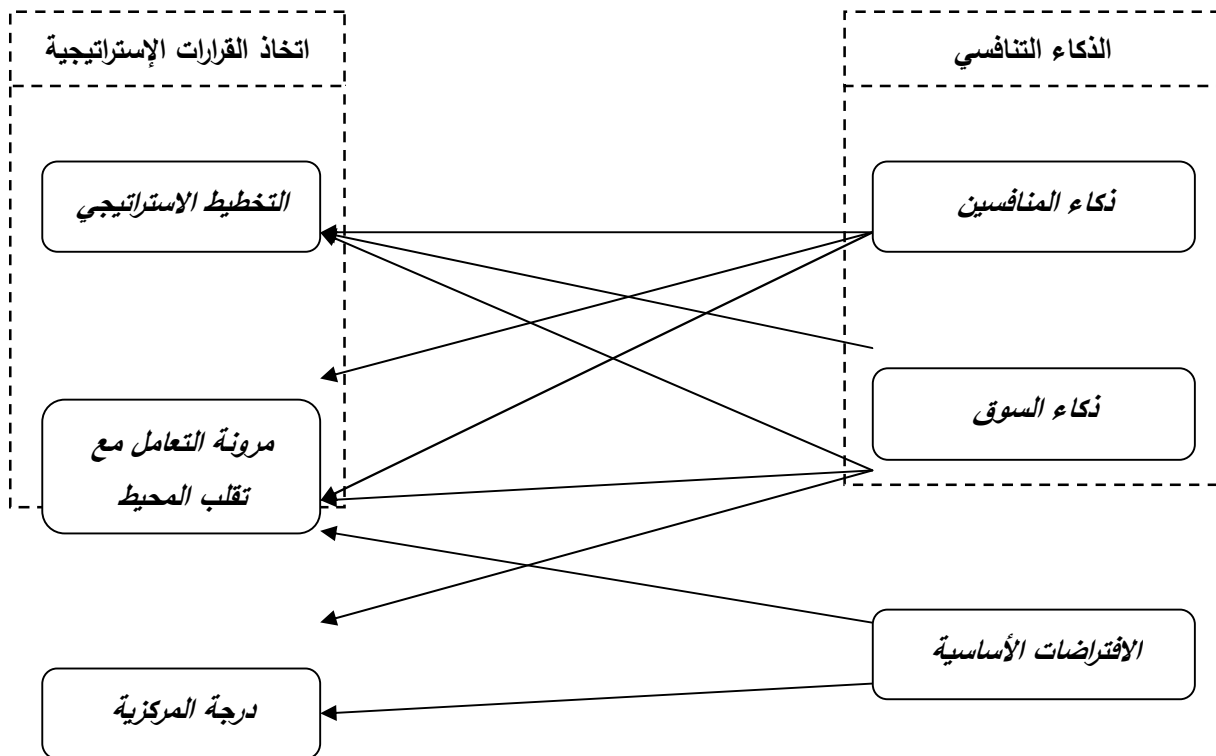 الذكاء التنافسي
اتخاذ القرارات الإستراتيجية
ذكاء المنافسين
التخطيط الاستراتيجي
ذكاء السوق
مرونة التعامل مع
تقلب المحيط
الافتراضات الأساسية
درجة المركزية